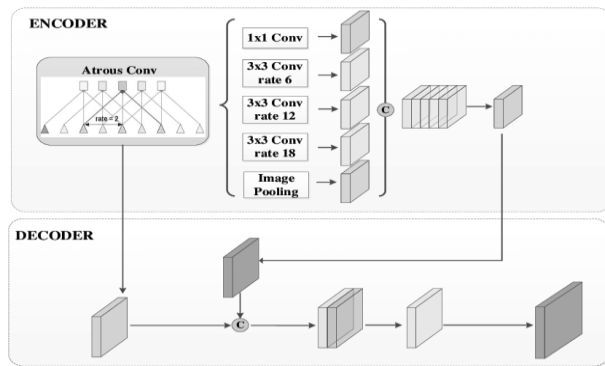 ENCODER
Atrous Conv
rate = 2
1x1 Conv
3x3 Conv
rate 6
3x3 Conv
rate 12
3x3 Conv
rate 18
Image
Pooling
C
DECODER
C